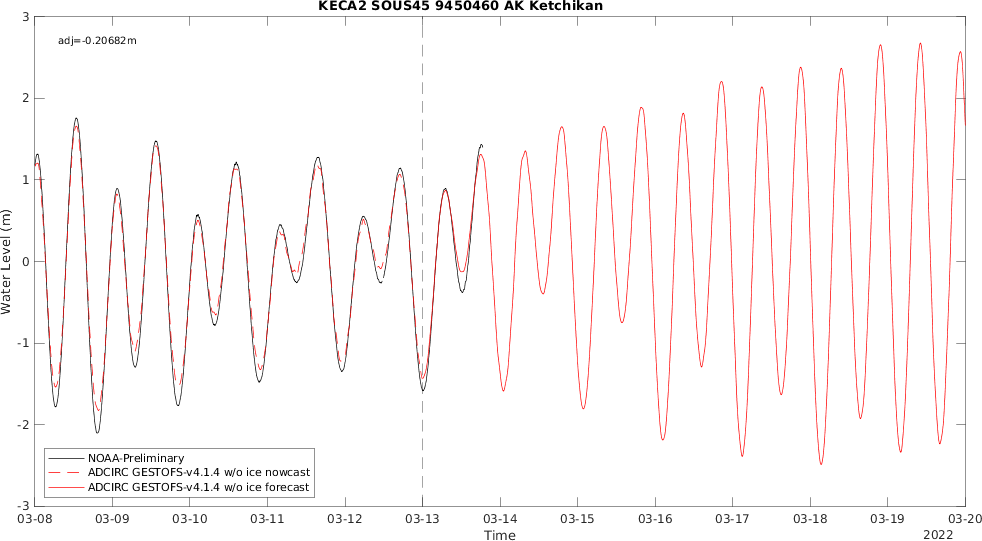 KECA2 SOUS45 9450460 AK Ketchikan
adj=-0.20682m
3
2
1
0
-1
-2
-3
Water Level (m)
NOAA-Preliminary
ADCIRC GESTOFS-v4.1.4 w/o ice nowcast
ADCIRC GESTOFS-v4.1.4 w/o ice forecast
03-08 03-09 03-10 03-11 03-12 03-13 03-14 03-15 03-16 03-17 03-18 03-19 03-20
Time
2022